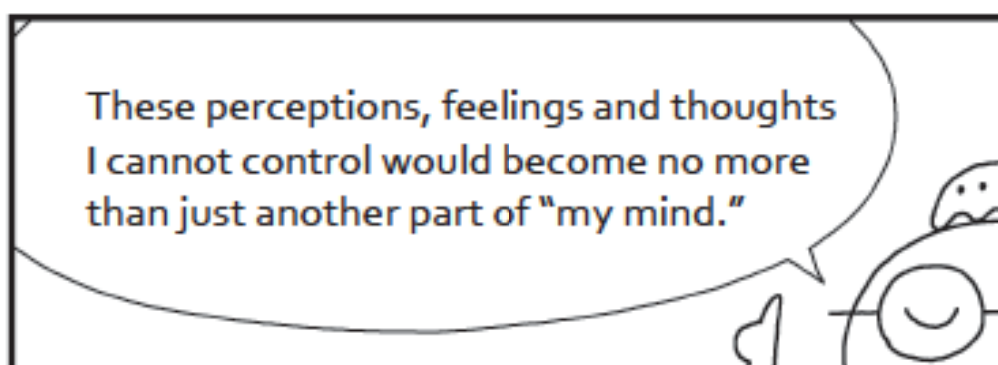 These perceptions, feelings and thoughts
I cannot control would become no more
than just another part of “my mind.”